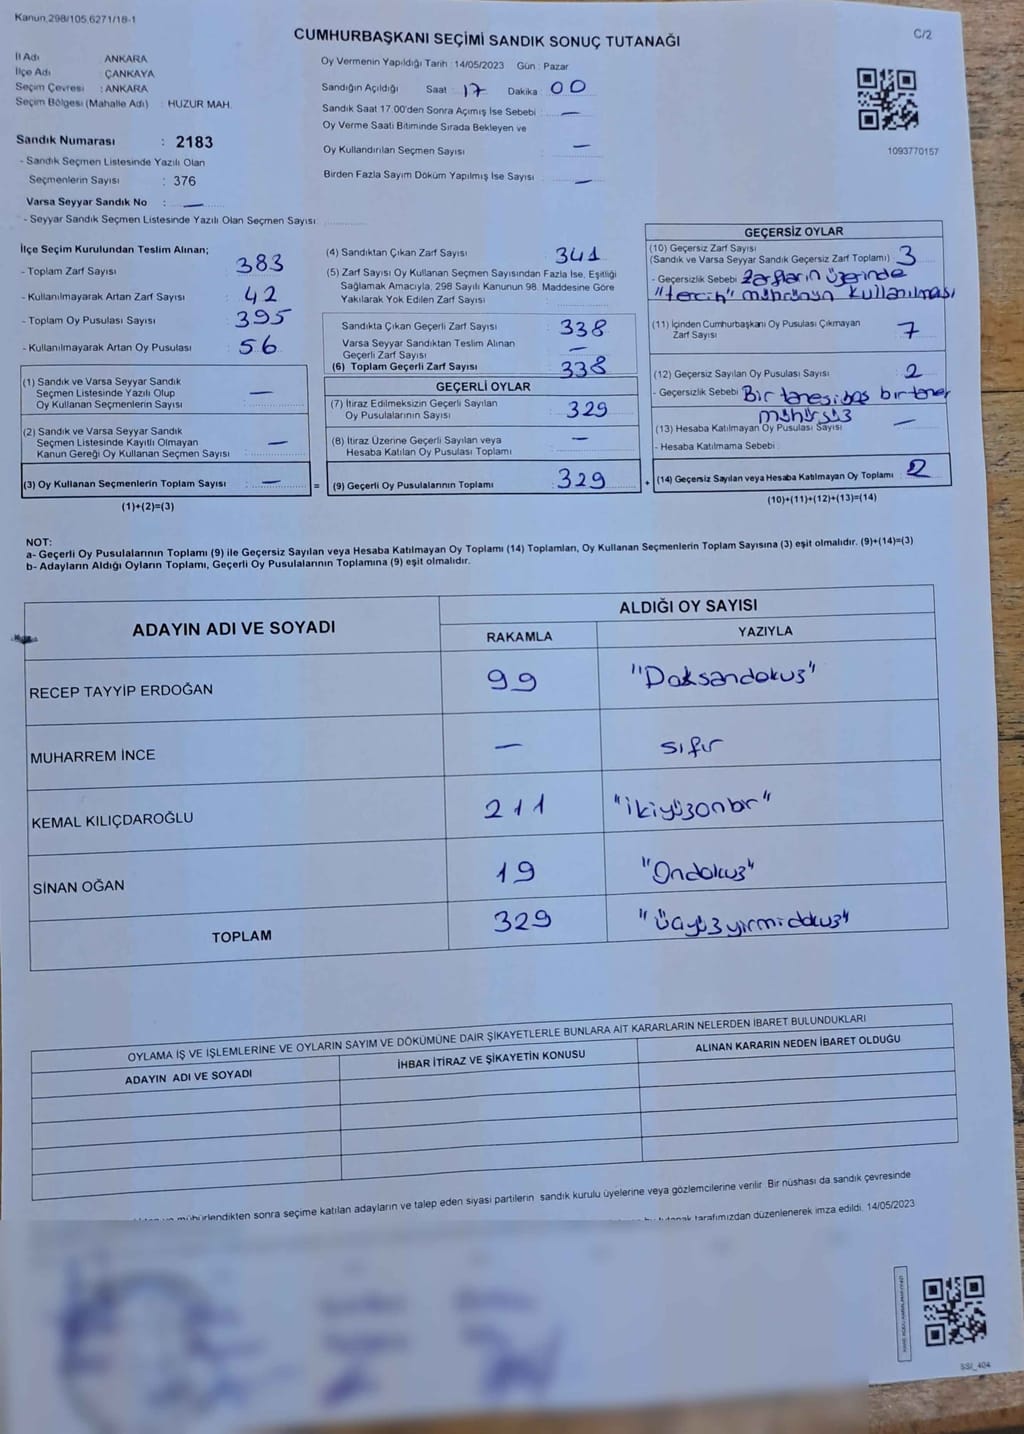 Kanun 298/105,6271/18-1
CUMHURBAŞKANI SEÇİMİ SANDIK SONUÇ TUTANAĞI
C/2
İl Adı : ANKARA
İlçe Adı : ÇANKAYA
Seçim Çevresi : ANKARA
Seçim Bölgesi (Mahalle Adı) : HUZUR MAH.
Sandık Numarası : 2183
- Sandık Seçmen Listesinde Yazılı Olan
Seçmenlerin Sayısı : 376
Varsa Seyyar Sandık No : —
- Seyyar Sandık Seçmen Listesinde Yazılı Olan Seçmen Sayısı :
Oy Vermenin Yapıldığı Tarih : 14/05/2023 Gün : Pazar
Sandığın Açıldığı Saat : 17 Dakika : 00
Sandık Saat 17.00'den Sonra Açımış İse Sebebi : —
Oy Verme Saati Bitiminde Sırada Bekleyen ve
Oy Kullandırılan Seçmen Sayısı : —
Birden Fazla Sayım Döküm Yapılmış İse Sayısı : —
1093770157
İlçe Seçim Kurulundan Teslim Alınan;
- Toplam Zarf Sayısı : 383
- Kullanılmayarak Artan Zarf Sayısı : 42
- Toplam Oy Pusulası Sayısı : 395
- Kullanılmayarak Artan Oy Pusulası : 56
(1) Sandık ve Varsa Seyyar Sandık
Seçmen Listesinde Yazılı Olup
Oy Kullanan Seçmenlerin Sayısı : —
(2) Sandık ve Varsa Seyyar Sandık
Seçmen Listesinde Kayıtlı Olmayan
Kanun Gereği Oy Kullanan Seçmen Sayısı : —
(3) Oy Kullanan Seçmenlerin Toplam Sayısı : —
(1)+(2)=(3)
(4) Sandıktan Çıkan Zarf Sayısı : 341
(5) Zarf Sayısı Oy Kullanan Seçmen Sayısından Fazla İse, Eşitliği
Sağlamak Amacıyla, 298 Sayılı Kanunun 98. Maddesine Göre
Yakılarak Yok Edilen Zarf Sayısı :
Sandıkta Çıkan Geçerli Zarf Sayısı : 338
Varsa Seyyar Sandıktan Teslim Alınan
Geçerli Zarf Sayısı : —
(6) Toplam Geçerli Zarf Sayısı : 338
GEÇERLİ OYLAR
(7) İtiraz Edilmeksizin Geçerli Sayılan
Oy Pusulalarının Sayısı : 329
(8) İtiraz Üzerine Geçerli Sayılan veya
Hesaba Katılan Oy Pusulası Toplamı : —
= (9) Geçerli Oy Pusulalarının Toplamı : 329
GEÇERSİZ OYLAR
(10) Geçersiz Zarf Sayısı
(Sandık ve Varsa Seyyar Sandık Geçersiz Zarf Toplamı) : 3
- Geçersizlik Sebebi : Zarfların üzerinde
"tercih" mührünün kullanılması
(11) İçinden Cumhurbaşkanı Oy Pusulası Çıkmayan
Zarf Sayısı : 7
(12) Geçersiz Sayılan Oy Pusulası Sayısı : 2
- Geçersizlik Sebebi : Bir tanesi boş bir tanesi
mühürsüz
(13) Hesaba Katılmayan Oy Pusulası Sayısı : —
- Hesaba Katılmama Sebebi :
+ (14) Geçersiz Sayılan veya Hesaba Katılmayan Oy Toplamı : 2
(10)+(11)+(12)+(13)=(14)
NOT:
a- Geçerli Oy Pusulalarının Toplamı (9) ile Geçersiz Sayılan veya Hesaba Katılmayan Oy Toplamı (14) Toplamları, Oy Kullanan Seçmenlerin Toplam Sayısına (3) eşit olmalıdır. (9)+(14)=(3)
b- Adayların Aldığı Oyların Toplamı, Geçerli Oy Pusulalarının Toplamına (9) eşit olmalıdır.
ADAYIN ADI VE SOYADI
ALDIĞI OY SAYISI
RAKAMLA YAZIYLA
RECEP TAYYİP ERDOĞAN 99 "Doksandokuz"
MUHARREM İNCE — sıfır
KEMAL KILIÇDAROĞLU 211 "ikiyüzonbir"
SİNAN OĞAN 19 "Ondokuz"
TOPLAM 329 "üçyüzyirmidokuz"
OYLAMA İŞ VE İŞLEMLERİNE VE OYLARIN SAYIM VE DÖKÜMÜNE DAİR ŞİKAYETLERLE BUNLARA AİT KARARLARIN NELERDEN İBARET BULUNDUKLARI
ADAYIN ADI VE SOYADI İHBAR İTİRAZ VE ŞİKAYETİN KONUSU ALINAN KARARIN NEDEN İBARET OLDUĞU
mühürlendikten sonra seçime katılan adayların ve talep eden siyasi partilerin sandık kurulu üyelerine veya gözlemcilerine verilir. Bir nüshası da sandık çevresinde
tutanak tarafımızdan düzenlenerek imza edildi. 14/05/2023
SSI_404